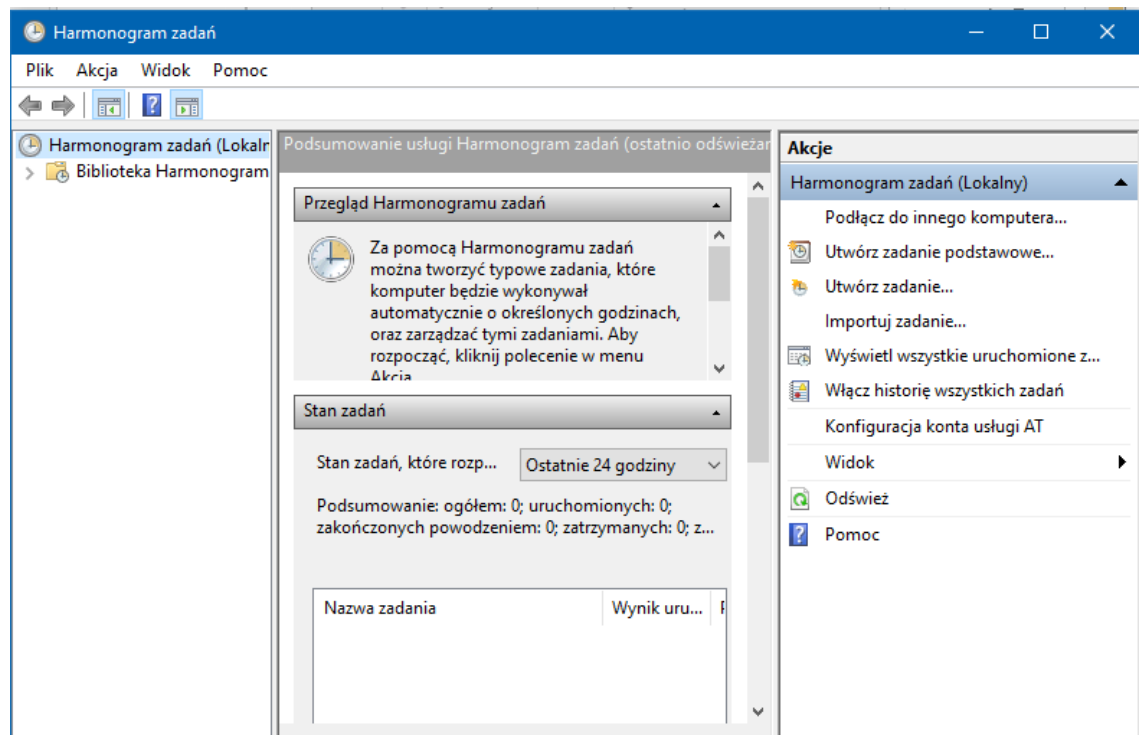 Harmonogram zadań
Plik Akcja Widok Pomoc
Harmonogram zadań (Lokaln
Biblioteka Harmonogram
Podsumowanie usługi Harmonogram zadań (ostatnio odświeżan
Przegląd Harmonogramu zadań
Za pomocą Harmonogramu zadań
można tworzyć typowe zadania, które
komputer będzie wykonywał
automatycznie o określonych godzinach,
oraz zarządzać tymi zadaniami. Aby
rozpocząć, kliknij polecenie w menu
Akcja
Stan zadań
Stan zadań, które rozp... Ostatnie 24 godziny
Podsumowanie: ogółem: 0; uruchomionych: 0;
zakończonych powodzeniem: 0; zatrzymanych: 0; z...
Nazwa zadania Wynik uru...
Akcje
Harmonogram zadań (Lokalny)
Podłącz do innego komputera...
Utwórz zadanie podstawowe...
Utwórz zadanie...
Importuj zadanie...
Wyświetl wszystkie uruchomione z...
Włącz historię wszystkich zadań
Konfiguracja konta usługi AT
Widok
Odśwież
Pomoc